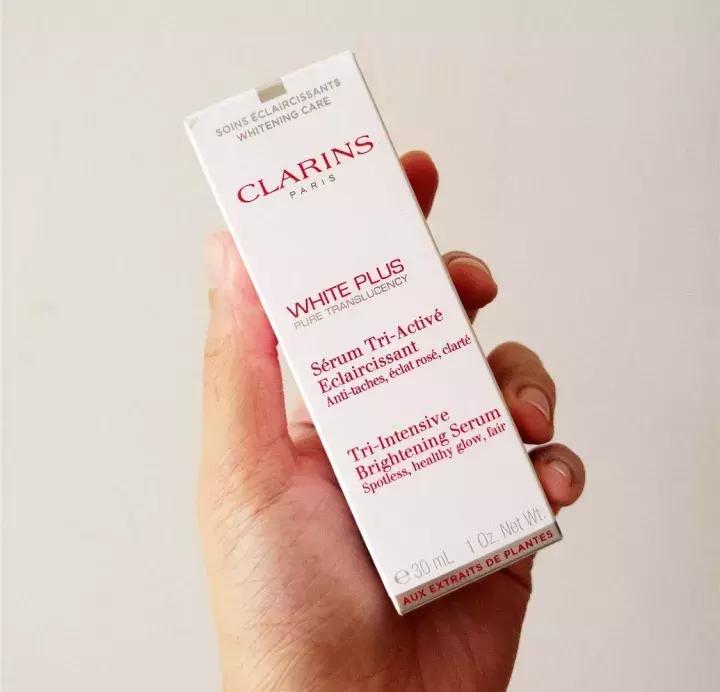 SOINS ÉCLAIRCISSANTS
WHITENING CARE
CLARINS
PARIS
WHITE PLUS
PURE TRANSLUCENCY
Sérum Tri-Activé
Eclaircissant
Anti-taches, éclat rosé, clarté
Tri-Intensive
Brightening Serum
Spotless, healthy glow, fair
e 30 mL 1 Oz. Net Wt.
AUX EXTRAITS DE PLANTES